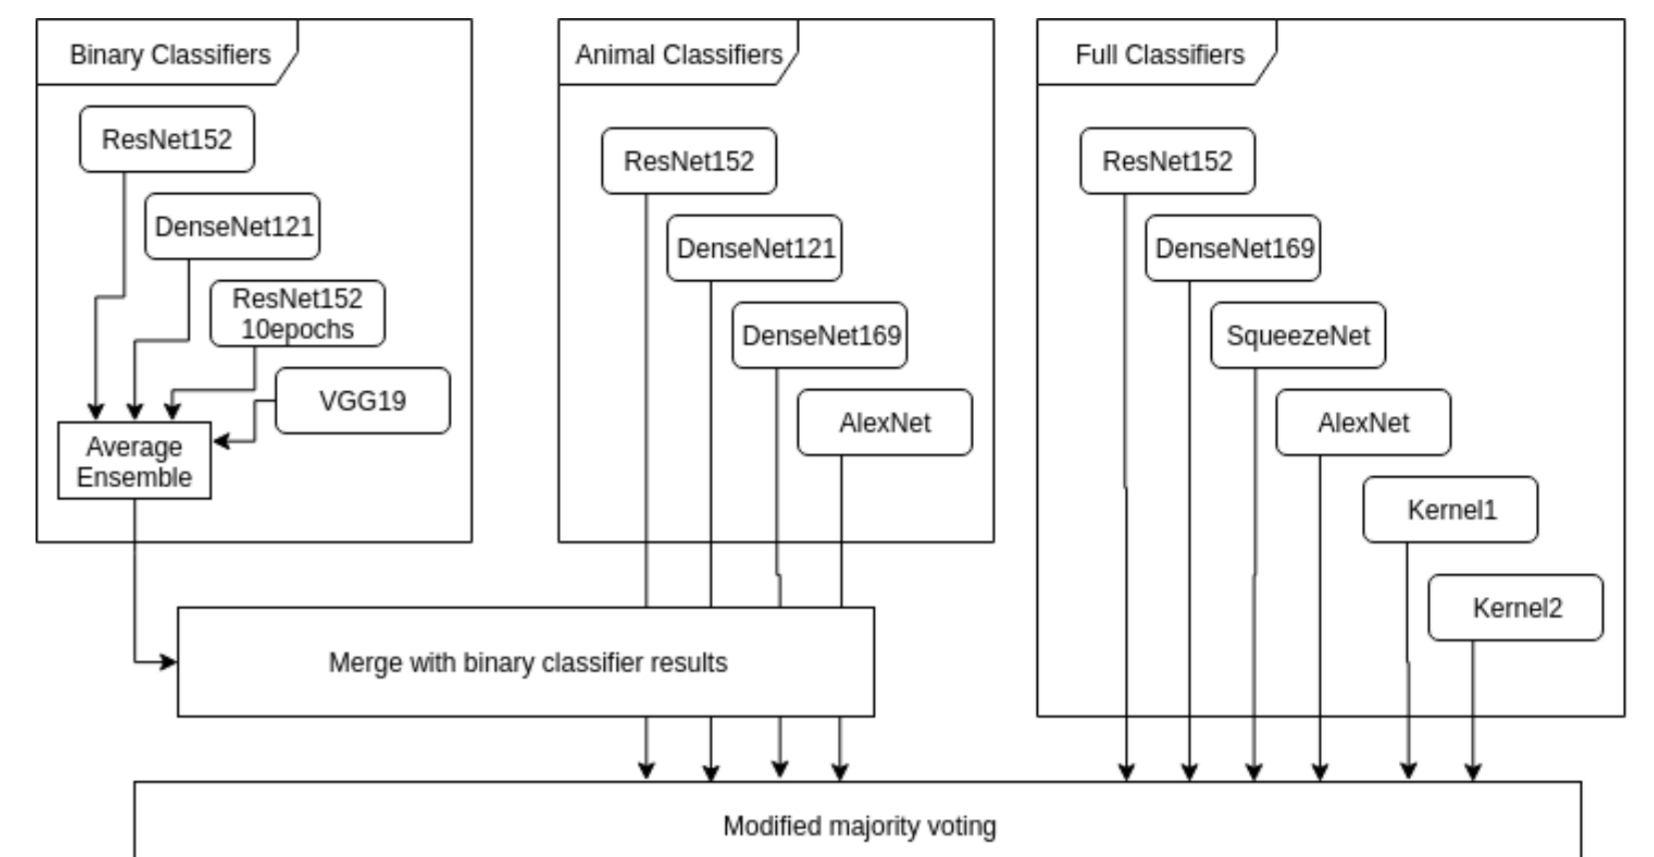 Binary Classifiers
ResNet152
DenseNet121
ResNet152
10epochs
VGG19
Average
Ensemble
Animal Classifiers
ResNet152
DenseNet121
DenseNet169
AlexNet
Full Classifiers
ResNet152
DenseNet169
SqueezeNet
AlexNet
Kernel1
Kernel2
Merge with binary classifier results
Modified majority voting